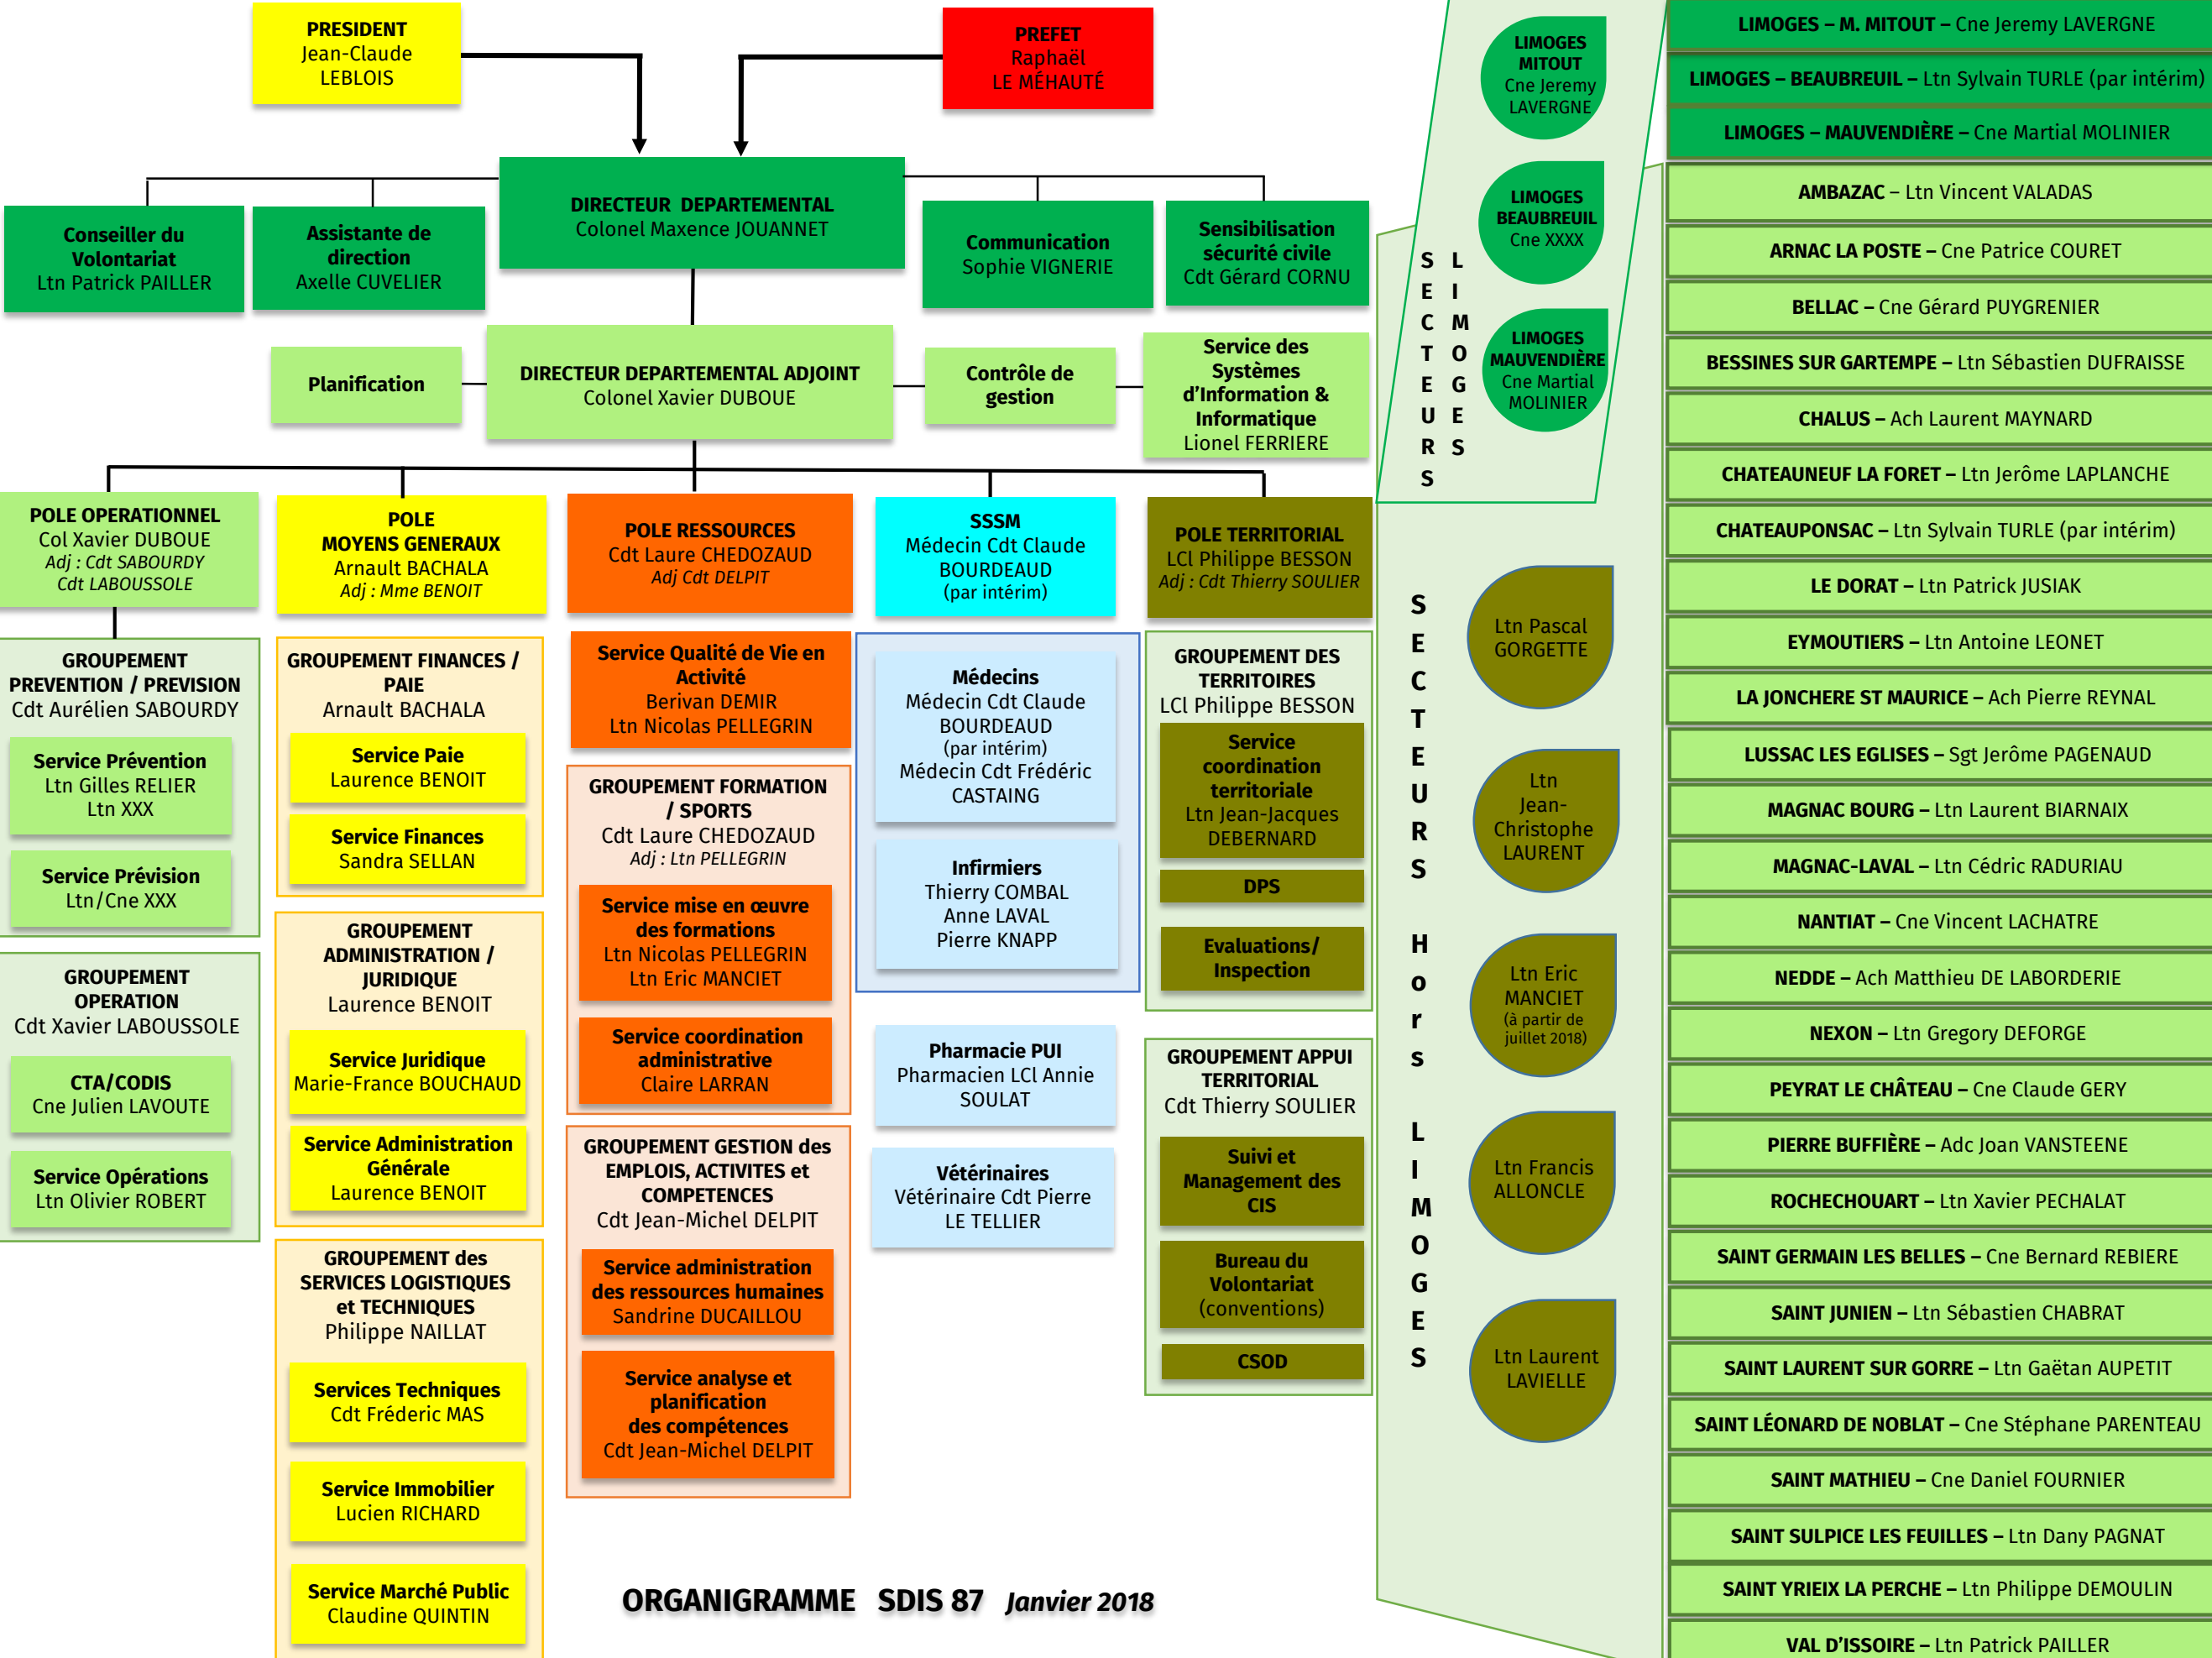 PRESIDENT
Jean-Claude
LEBLOIS
PREFET
Raphaël
LE MÉHAUTÉ
DIRECTEUR DEPARTEMENTAL
Colonel Maxence JOUANNET
Conseiller du
Volontariat
Ltn Patrick PAILLER
Assistante de
direction
Axelle CUVELIER
Communication
Sophie VIGNERIE
Sensibilisation
sécurité civile
Cdt Gérard CORNU
Planification
DIRECTEUR DEPARTEMENTAL ADJOINT
Colonel Xavier DUBOUE
Contrôle de
gestion
Service des
Systèmes
d'Information &
Informatique
Lionel FERRIERE
POLE OPERATIONNEL
Col Xavier DUBOUE
Adj : Cdt SABOURDY
Cdt LABOUSSOLE
GROUPEMENT
PREVENTION / PREVISION
Cdt Aurélien SABOURDY
Service Prévention
Ltn Gilles RELIER
Ltn XXX
Service Prévision
Ltn/Cne XXX
GROUPEMENT
OPERATION
Cdt Xavier LABOUSSOLE
CTA/CODIS
Cne Julien LAVOUTE
Service Opérations
Ltn Olivier ROBERT
POLE
MOYENS GENERAUX
Arnault BACHALA
Adj : Mme BENOIT
GROUPEMENT FINANCES /
PAIE
Arnault BACHALA
Service Paie
Laurence BENOIT
Service Finances
Sandra SELLAN
GROUPEMENT
ADMINISTRATION /
JURIDIQUE
Laurence BENOIT
Service Juridique
Marie-France BOUCHAUD
Service Administration
Générale
Laurence BENOIT
GROUPEMENT des
SERVICES LOGISTIQUES
et TECHNIQUES
Philippe NAILLAT
Services Techniques
Cdt Fréderic MAS
Service Immobilier
Lucien RICHARD
Service Marché Public
Claudine QUINTIN
POLE RESSOURCES
Cdt Laure CHEDOZAUD
Adj Cdt DELPIT
Service Qualité de Vie en
Activité
Berivan DEMIR
Ltn Nicolas PELLEGRIN
GROUPEMENT FORMATION
/ SPORTS
Cdt Laure CHEDOZAUD
Adj : Ltn PELLEGRIN
Service mise en œuvre
des formations
Ltn Nicolas PELLEGRIN
Ltn Eric MANCIET
Service coordination
administrative
Claire LARRAN
GROUPEMENT GESTION des
EMPLOIS, ACTIVITES et
COMPETENCES
Cdt Jean-Michel DELPIT
Service administration
des ressources humaines
Sandrine DUCAILLOU
Service analyse et
planification
des compétences
Cdt Jean-Michel DELPIT
SSSM
Médecin Cdt Claude
BOURDEAUD
(par intérim)
Médecins
Médecin Cdt Claude
BOURDEAUD
(par intérim)
Médecin Cdt Frédéric
CASTAING
Infirmiers
Thierry COMBAL
Anne LAVAL
Pierre KNAPP
Pharmacie PUI
Pharmacien LCl Annie
SOULAT
Vétérinaires
Vétérinaire Cdt Pierre
LE TELLIER
POLE TERRITORIAL
LCl Philippe BESSON
Adj : Cdt Thierry SOULIER
GROUPEMENT DES
TERRITOIRES
LCl Philippe BESSON
Service
coordination
territoriale
Ltn Jean-Jacques
DEBERNARD
DPS
Evaluations/
Inspection
GROUPEMENT APPUI
TERRITORIAL
Cdt Thierry SOULIER
Suivi et
Management des
CIS
Bureau du
Volontariat
(conventions)
CSOD
SECTEURS
LIMOGES
LIMOGES
MITOUT
Cne Jeremy
LAVERGNE
LIMOGES
BEAUBREUIL
Cne XXXX
LIMOGES
MAUVENDIÈRE
Cne Martial
MOLINIER
SECTEURS Hors LIMOGES
Ltn Pascal
GORGETTE
Ltn
Jean-
Christophe
LAURENT
Ltn Eric
MANCIET
(à partir de
juillet 2018)
Ltn Francis
ALLONCLE
Ltn Laurent
LAVIELLE
LIMOGES – M. MITOUT – Cne Jeremy LAVERGNE
LIMOGES – BEAUBREUIL – Ltn Sylvain TURLE (par intérim)
LIMOGES – MAUVENDIÈRE – Cne Martial MOLINIER
AMBAZAC – Ltn Vincent VALADAS
ARNAC LA POSTE – Cne Patrice COURET
BELLAC – Cne Gérard PUYGRENIER
BESSINES SUR GARTEMPE – Ltn Sébastien DUFRAISSE
CHALUS – Ach Laurent MAYNARD
CHATEAUNEUF LA FORET – Ltn Jerôme LAPLANCHE
CHATEAUPONSAC – Ltn Sylvain TURLE (par intérim)
LE DORAT – Ltn Patrick JUSIAK
EYMOUTIERS – Ltn Antoine LEONET
LA JONCHERE ST MAURICE – Ach Pierre REYNAL
LUSSAC LES EGLISES – Sgt Jerôme PAGENAUD
MAGNAC BOURG – Ltn Laurent BIARNAIX
MAGNAC-LAVAL – Ltn Cédric RADURIAU
NANTIAT – Cne Vincent LACHATRE
NEDDE – Ach Matthieu DE LABORDERIE
NEXON – Ltn Gregory DEFORGE
PEYRAT LE CHÂTEAU – Cne Claude GERY
PIERRE BUFFIÈRE – Adc Joan VANSTEENE
ROCHECHOUART – Ltn Xavier PECHALAT
SAINT GERMAIN LES BELLES – Cne Bernard REBIERE
SAINT JUNIEN – Ltn Sébastien CHABRAT
SAINT LAURENT SUR GORRE – Ltn Gaëtan AUPETIT
SAINT LÉONARD DE NOBLAT – Cne Stéphane PARENTEAU
SAINT MATHIEU – Cne Daniel FOURNIER
SAINT SULPICE LES FEUILLES – Ltn Dany PAGNAT
SAINT YRIEIX LA PERCHE – Ltn Philippe DEMOULIN
VAL D'ISSOIRE – Ltn Patrick PAILLER
ORGANIGRAMME SDIS 87 Janvier 2018